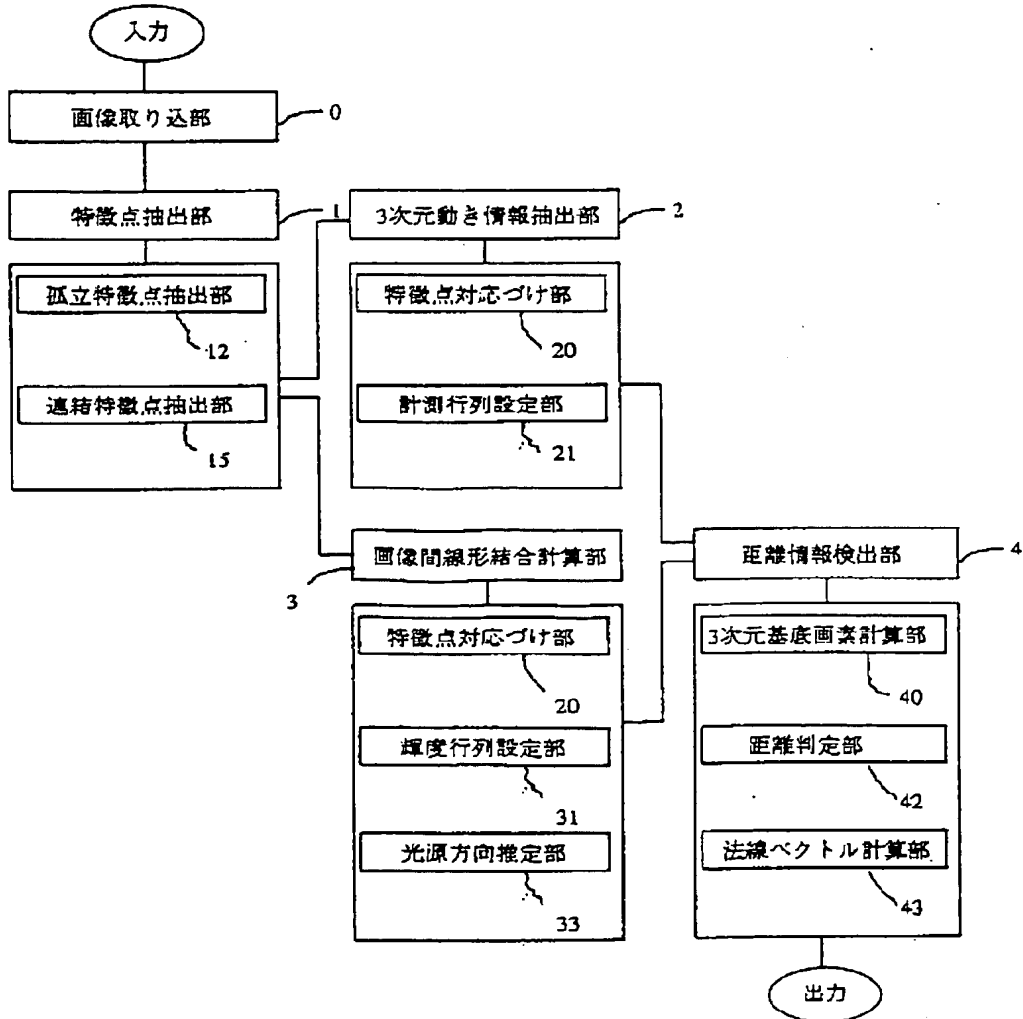 入力
画像取り込部
0
特徴点抽出部
1
3次元動き情報抽出部
2
孤立特徴点抽出部
12
連結特徴点抽出部
15
特徴点対応づけ部
20
計測行列設定部
21
画像間線形結合計算部
3
特徴点対応づけ部
20
輝度行列設定部
31
光源方向推定部
33
距離情報検出部
4
3次元基底画素計算部
40
距離判定部
42
法線ベクトル計算部
43
出力